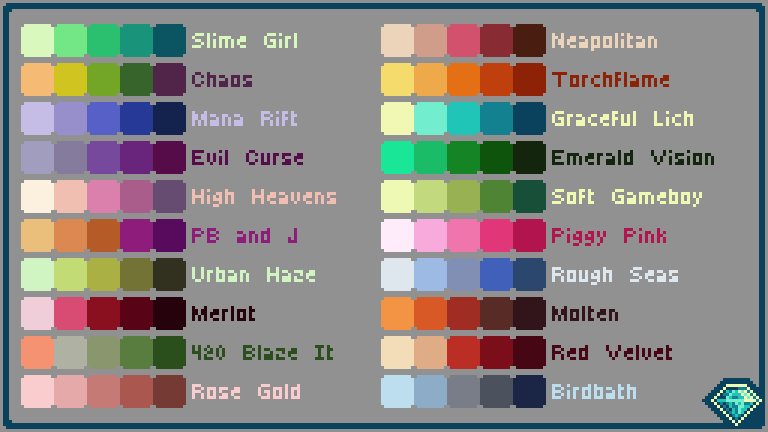 Slime Girl
Chaos
Mana Rift
Evil Curse
High Heavens
PB and J
Urban Haze
Merlot
420 Blaze It
Rose Gold
Neapolitan
Torchflame
Graceful Lich
Emerald Vision
Soft Gameboy
Piggy Pink
Rough Seas
Molten
Red Velvet
Birdbath